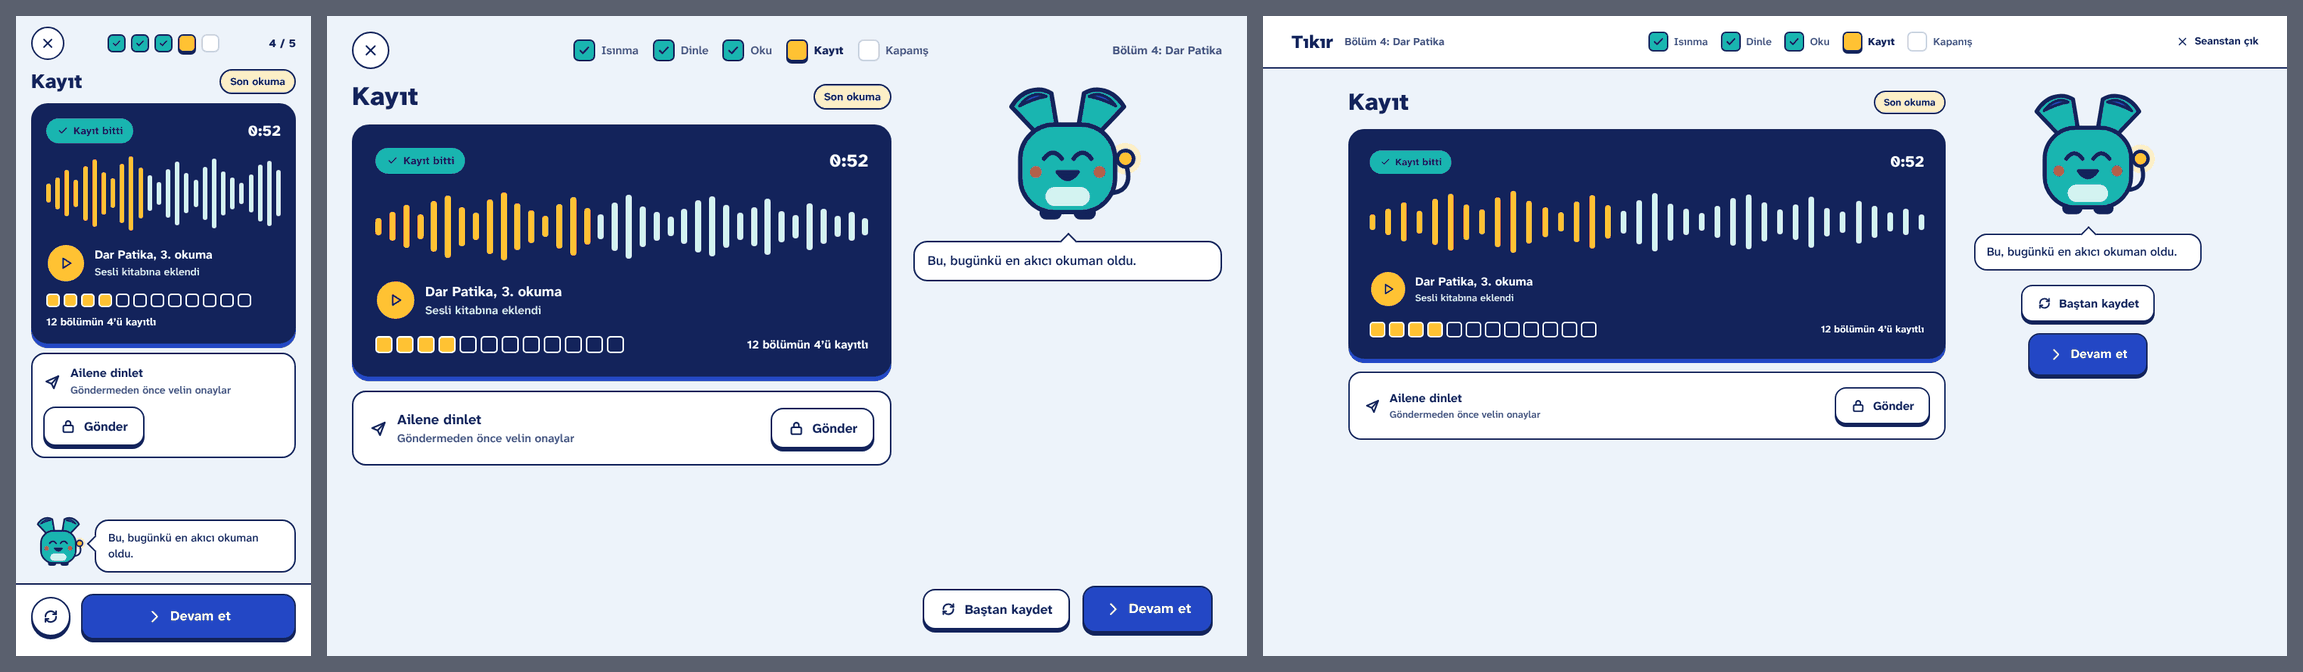 4 / 5
Kayıt
Son okuma
Kayıt bitti
0:52
Dar Patika, 3. okuma
Sesli kitabına eklendi
12 bölümün 4'ü kayıtlı
Ailene dinlet
Göndermeden önce velin onaylar
Gönder
Bu, bugünkü en akıcı okuman
oldu.
Devam et
Isınma
Dinle
Oku
Kayıt
Kapanış
Bölüm 4: Dar Patika
Kayıt
Son okuma
Kayıt bitti
0:52
Dar Patika, 3. okuma
Sesli kitabına eklendi
12 bölümün 4'ü kayıtlı
Ailene dinlet
Göndermeden önce velin onaylar
Gönder
Bu, bugünkü en akıcı okuman oldu.
Baştan kaydet
Devam et
Tıkır
Bölüm 4: Dar Patika
Isınma
Dinle
Oku
Kayıt
Kapanış
Seanstan çık
Kayıt
Son okuma
Kayıt bitti
0:52
Dar Patika, 3. okuma
Sesli kitabına eklendi
12 bölümün 4'ü kayıtlı
Ailene dinlet
Göndermeden önce velin onaylar
Gönder
Bu, bugünkü en akıcı okuman oldu.
Baştan kaydet
Devam et